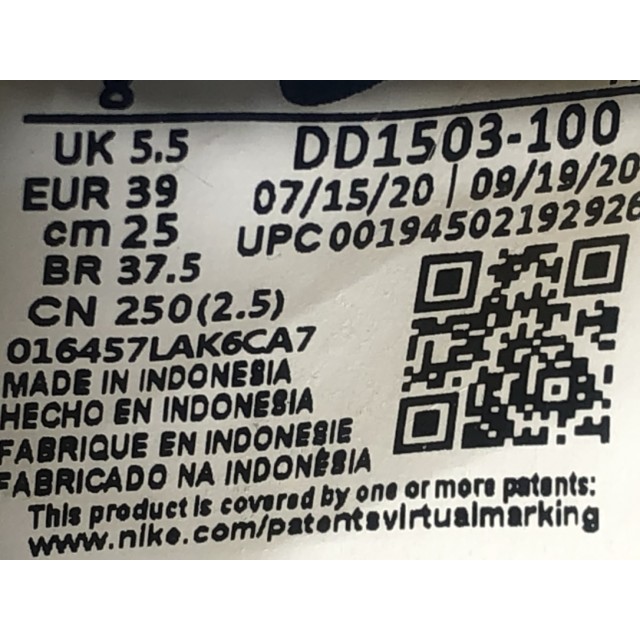 UK 5.5
EUR 39
cm 25
BR 37.5
CN 250(2.5)
DD1503-100
07/15/20 | 09/19/20
UPC 00194502192926
016457LAK6CA7
MADE IN INDONESIA
HECHO EN INDONESIA
FABRIQUE EN INDONESIE
FABRICADO NA INDONÉSIA
This product is covered by one or more patents:
www.nike.com/patentsvirtualmarking